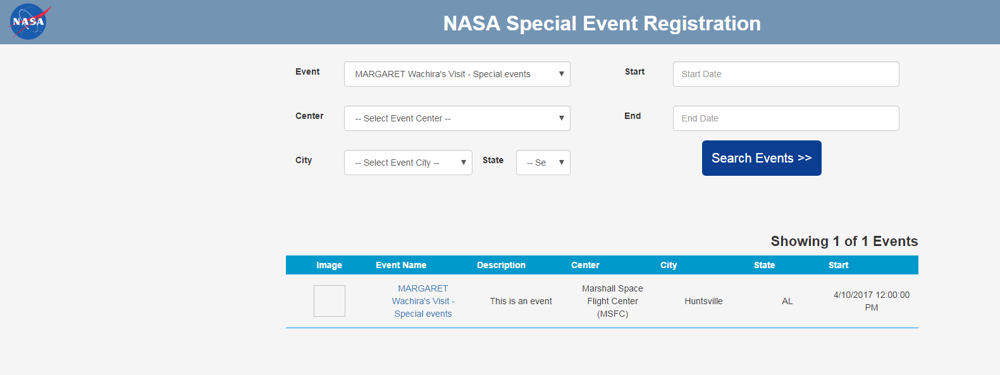 NASA
NASA Special Event Registration
Event
MARGARET Wachira's Visit - Special events
Start
Start Date
Center
-- Select Event Center --
End
End Date
City
-- Select Event City --
State
-- Se
Search Events >>
Showing 1 of 1 Events
Image Event Name Description Center City State Start
MARGARET
Wachira's Visit -
Special events
This is an event
Marshall Space
Flight Center
(MSFC)
Huntsville
AL
4/10/2017 12:00:00
PM